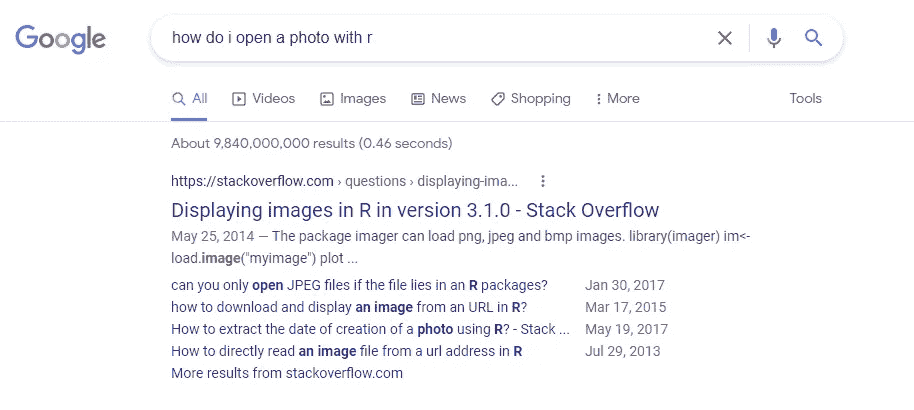 Google
how do i open a photo with r
All Videos Images News Shopping More Tools
About 9,840,000,000 results (0.46 seconds)
https://stackoverflow.com › questions › displaying-ima...
Displaying images in R in version 3.1.0 - Stack Overflow
May 25, 2014 — The package imager can load png, jpeg and bmp images. library(imager) im<-
load.image("myimage") plot ...
can you only open JPEG files if the file lies in an R packages? Jan 30, 2017
how to download and display an image from an URL in R? Mar 17, 2015
How to extract the date of creation of a photo using R? - Stack ... May 19, 2017
How to directly read an image file from a url address in R Jul 29, 2013
More results from stackoverflow.com